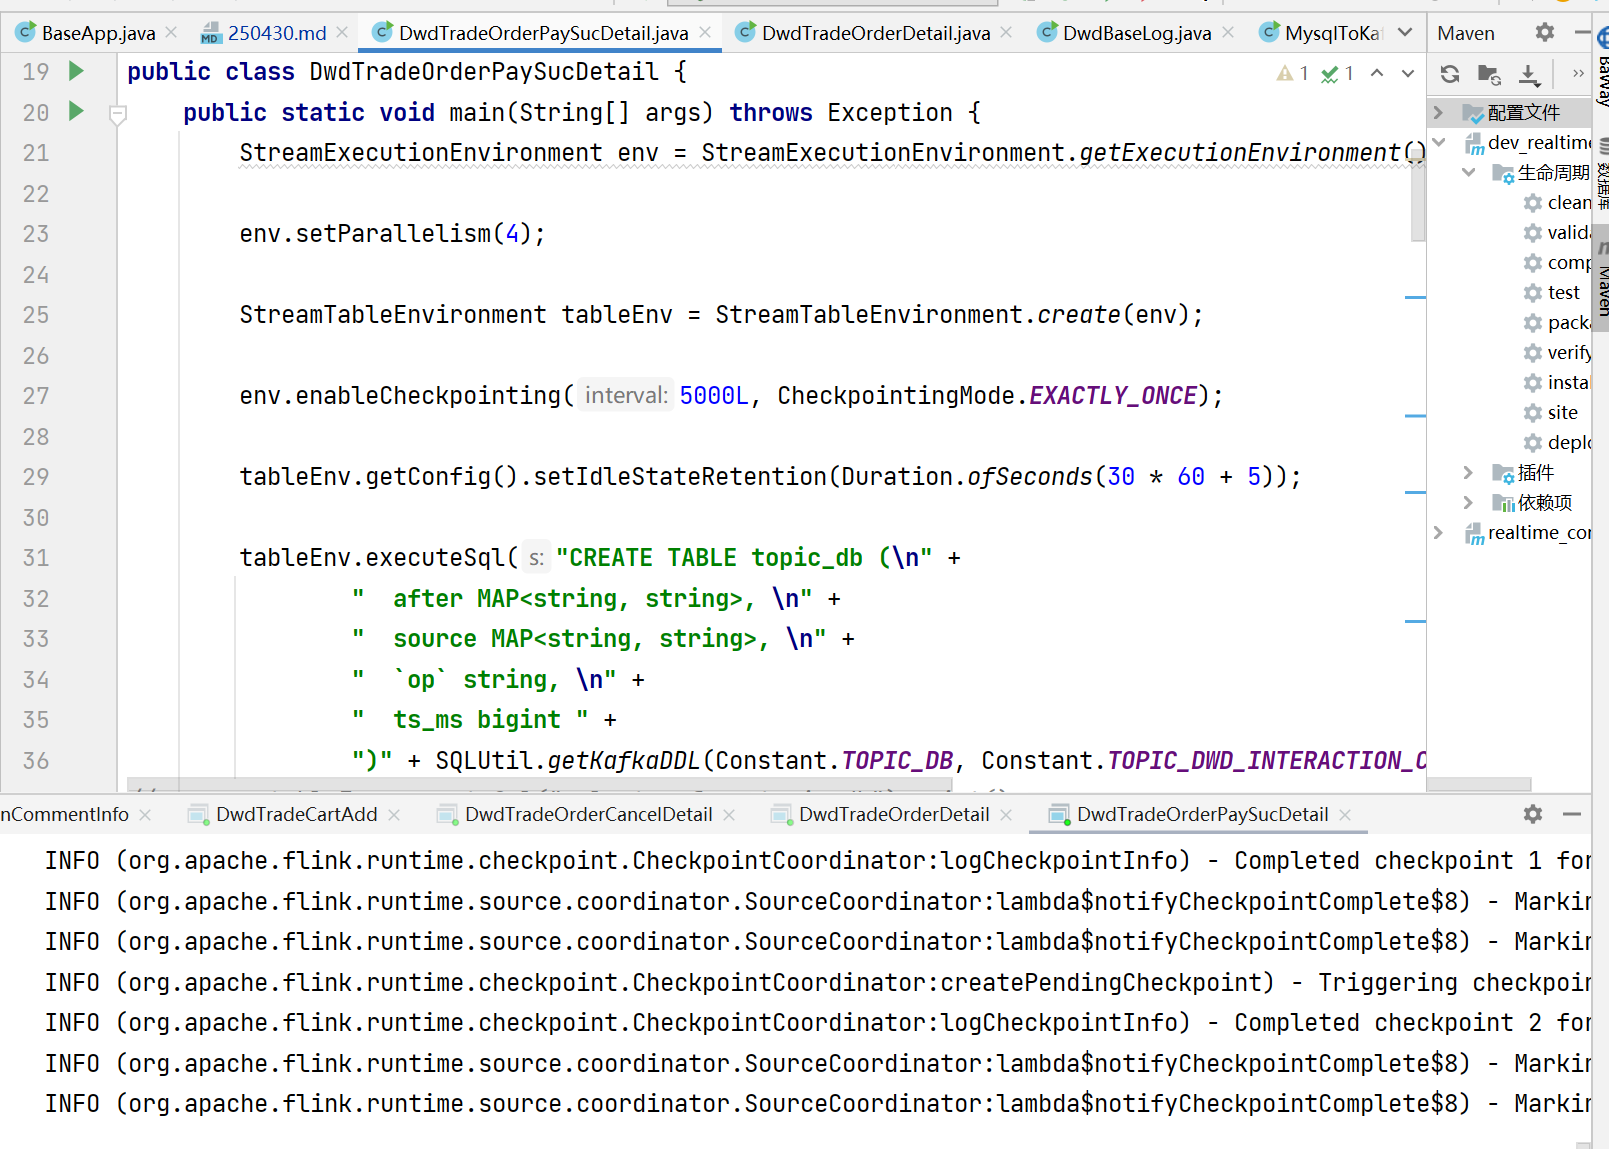 BaseApp.java
250430.md
DwdTradeOrderPaySucDetail.java
DwdTradeOrderDetail.java
DwdBaseLog.java
MysqlToKa
Maven
19 public class DwdTradeOrderPaySucDetail {
1 1
20 public static void main(String[] args) throws Exception {
21 StreamExecutionEnvironment env = StreamExecutionEnvironment.getExecutionEnvironment()
22
23 env.setParallelism(4);
24
25 StreamTableEnvironment tableEnv = StreamTableEnvironment.create(env);
26
27 env.enableCheckpointing( interval: 5000L, CheckpointingMode.EXACTLY_ONCE);
28
29 tableEnv.getConfig().setIdleStateRetention(Duration.ofSeconds(30 * 60 + 5));
30
31 tableEnv.executeSql( s: "CREATE TABLE topic_db (\n" +
32 "  after MAP<string, string>, \n" +
33 "  source MAP<string, string>, \n" +
34 "  `op` string, \n" +
35 "  ts_ms bigint " +
36 ")" + SQLUtil.getKafkaDDL(Constant.TOPIC_DB, Constant.TOPIC_DWD_INTERACTION_C
配置文件
dev_realtime
生命周期
clean
valida
comp
test
packa
verify
instal
site
deplo
插件
依赖项
realtime_cor
数据库
Maven
nCommentInfo
DwdTradeCartAdd
DwdTradeOrderCancelDetail
DwdTradeOrderDetail
DwdTradeOrderPaySucDetail
INFO (org.apache.flink.runtime.checkpoint.CheckpointCoordinator:logCheckpointInfo) - Completed checkpoint 1 for
INFO (org.apache.flink.runtime.source.coordinator.SourceCoordinator:lambda$notifyCheckpointComplete$8) - Markin
INFO (org.apache.flink.runtime.source.coordinator.SourceCoordinator:lambda$notifyCheckpointComplete$8) - Markin
INFO (org.apache.flink.runtime.checkpoint.CheckpointCoordinator:createPendingCheckpoint) - Triggering checkpoin
INFO (org.apache.flink.runtime.checkpoint.CheckpointCoordinator:logCheckpointInfo) - Completed checkpoint 2 for
INFO (org.apache.flink.runtime.source.coordinator.SourceCoordinator:lambda$notifyCheckpointComplete$8) - Markin
INFO (org.apache.flink.runtime.source.coordinator.SourceCoordinator:lambda$notifyCheckpointComplete$8) - Markin